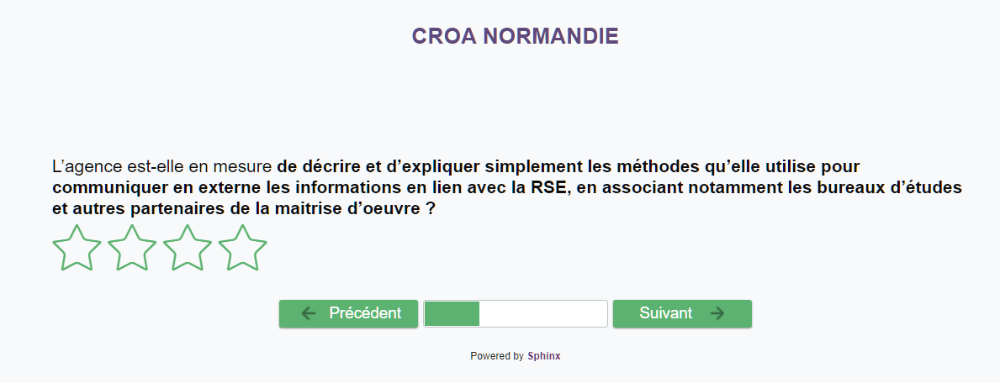 CROA NORMANDIE
L’agence est-elle en mesure de décrire et d’expliquer simplement les méthodes qu’elle utilise pour
communiquer en externe les informations en lien avec la RSE, en associant notamment les bureaux d’études
et autres partenaires de la maitrise d’oeuvre ?
Précédent
Suivant
Powered by Sphinx